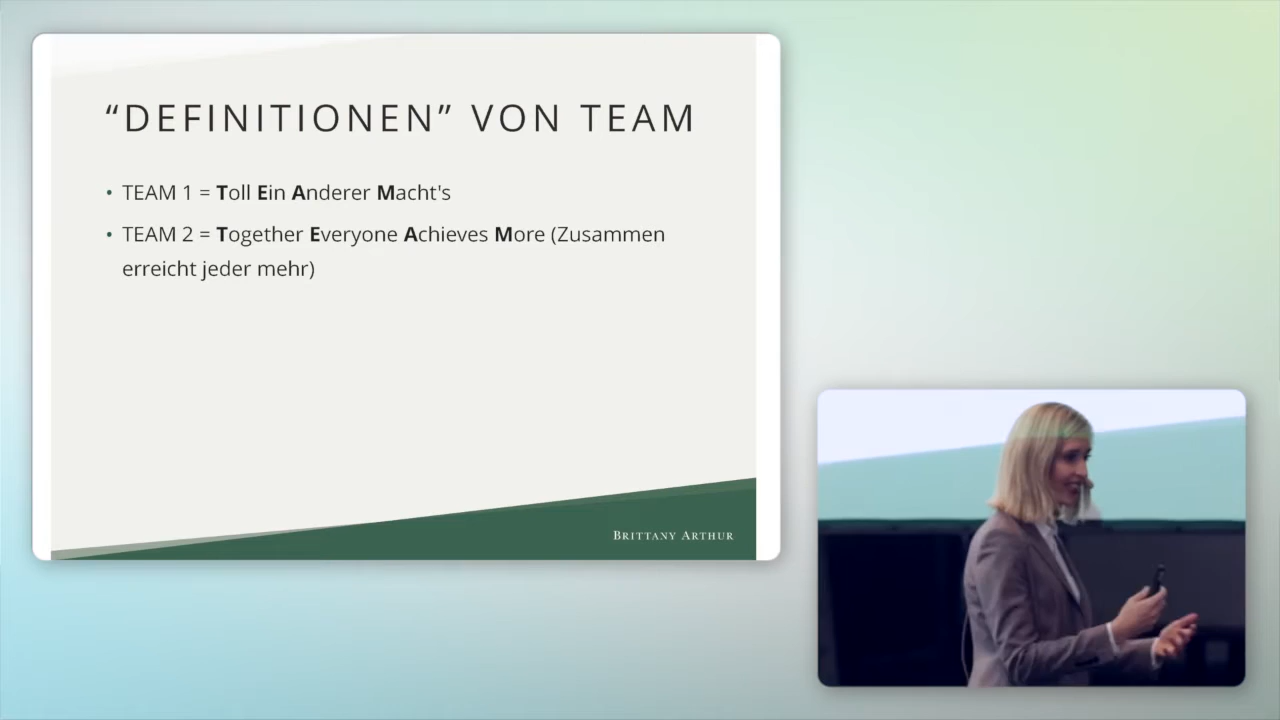 “DEFINITIONEN” VON TEAM
• TEAM 1 = Toll Ein Anderer Macht's
• TEAM 2 = Together Everyone Achieves More (Zusammen
erreicht jeder mehr)
BRITTANY ARTHUR